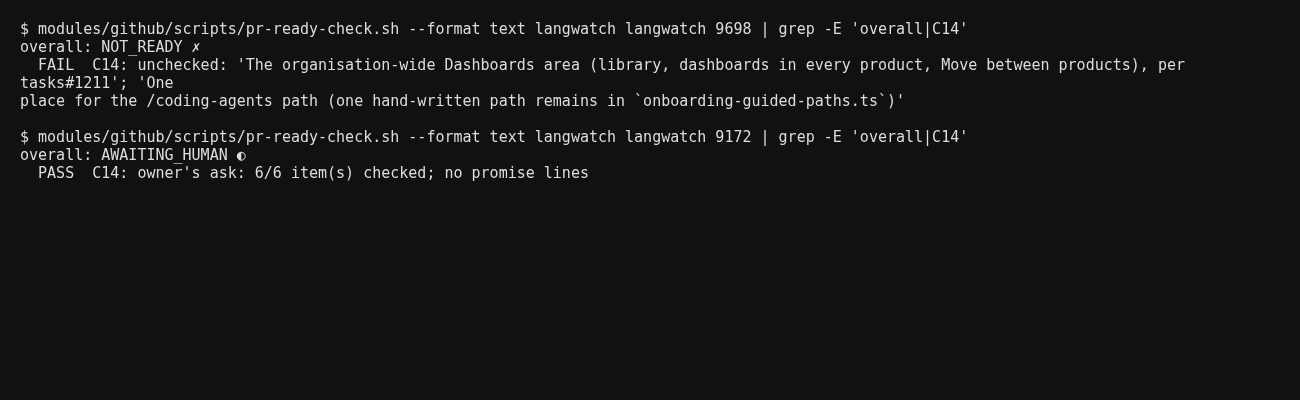 $ modules/github/scripts/pr-ready-check.sh --format text langwatch langwatch 9698 | grep -E 'overall|C14'
overall: NOT_READY ✗
  FAIL  C14: unchecked: 'The organisation-wide Dashboards area (library, dashboards in every product, Move between products), per
tasks#1211'; 'One
place for the /coding-agents path (one hand-written path remains in `onboarding-guided-paths.ts`)'

$ modules/github/scripts/pr-ready-check.sh --format text langwatch langwatch 9172 | grep -E 'overall|C14'
overall: AWAITING_HUMAN ◐
  PASS  C14: owner's ask: 6/6 item(s) checked; no promise lines